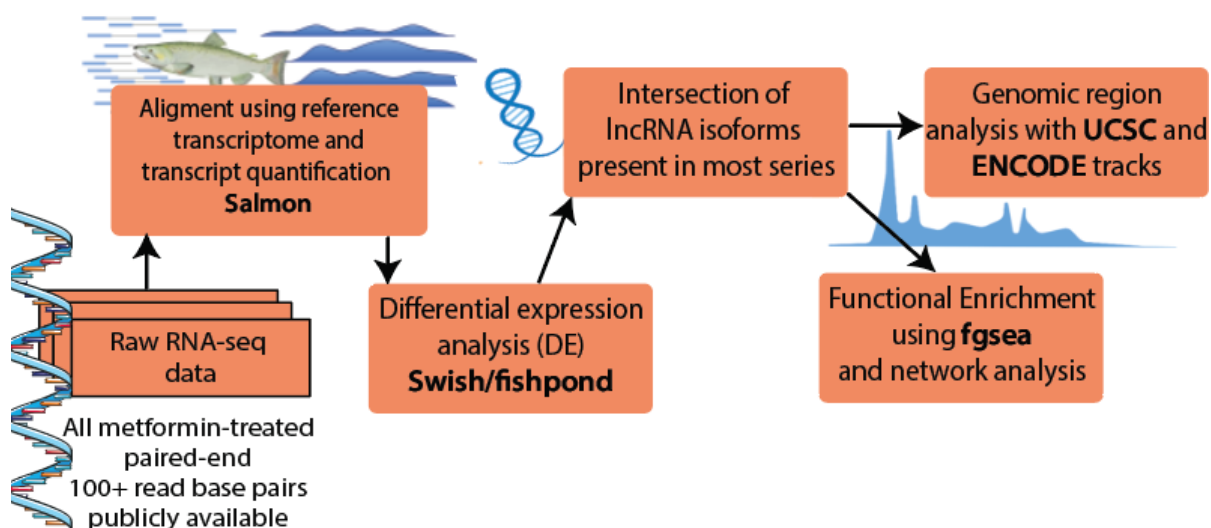 Aligment using reference
transcriptome and
transcript quantification
Salmon
Raw RNA-seq
data
All metformin-treated
paired-end
100+ read base pairs
publicly available
Differential expression
analysis (DE)
Swish/fishpond
Intersection of
lncRNA isoforms
present in most series
Genomic region
analysis with UCSC and
ENCODE tracks
Functional Enrichment
using fgsea
and network analysis